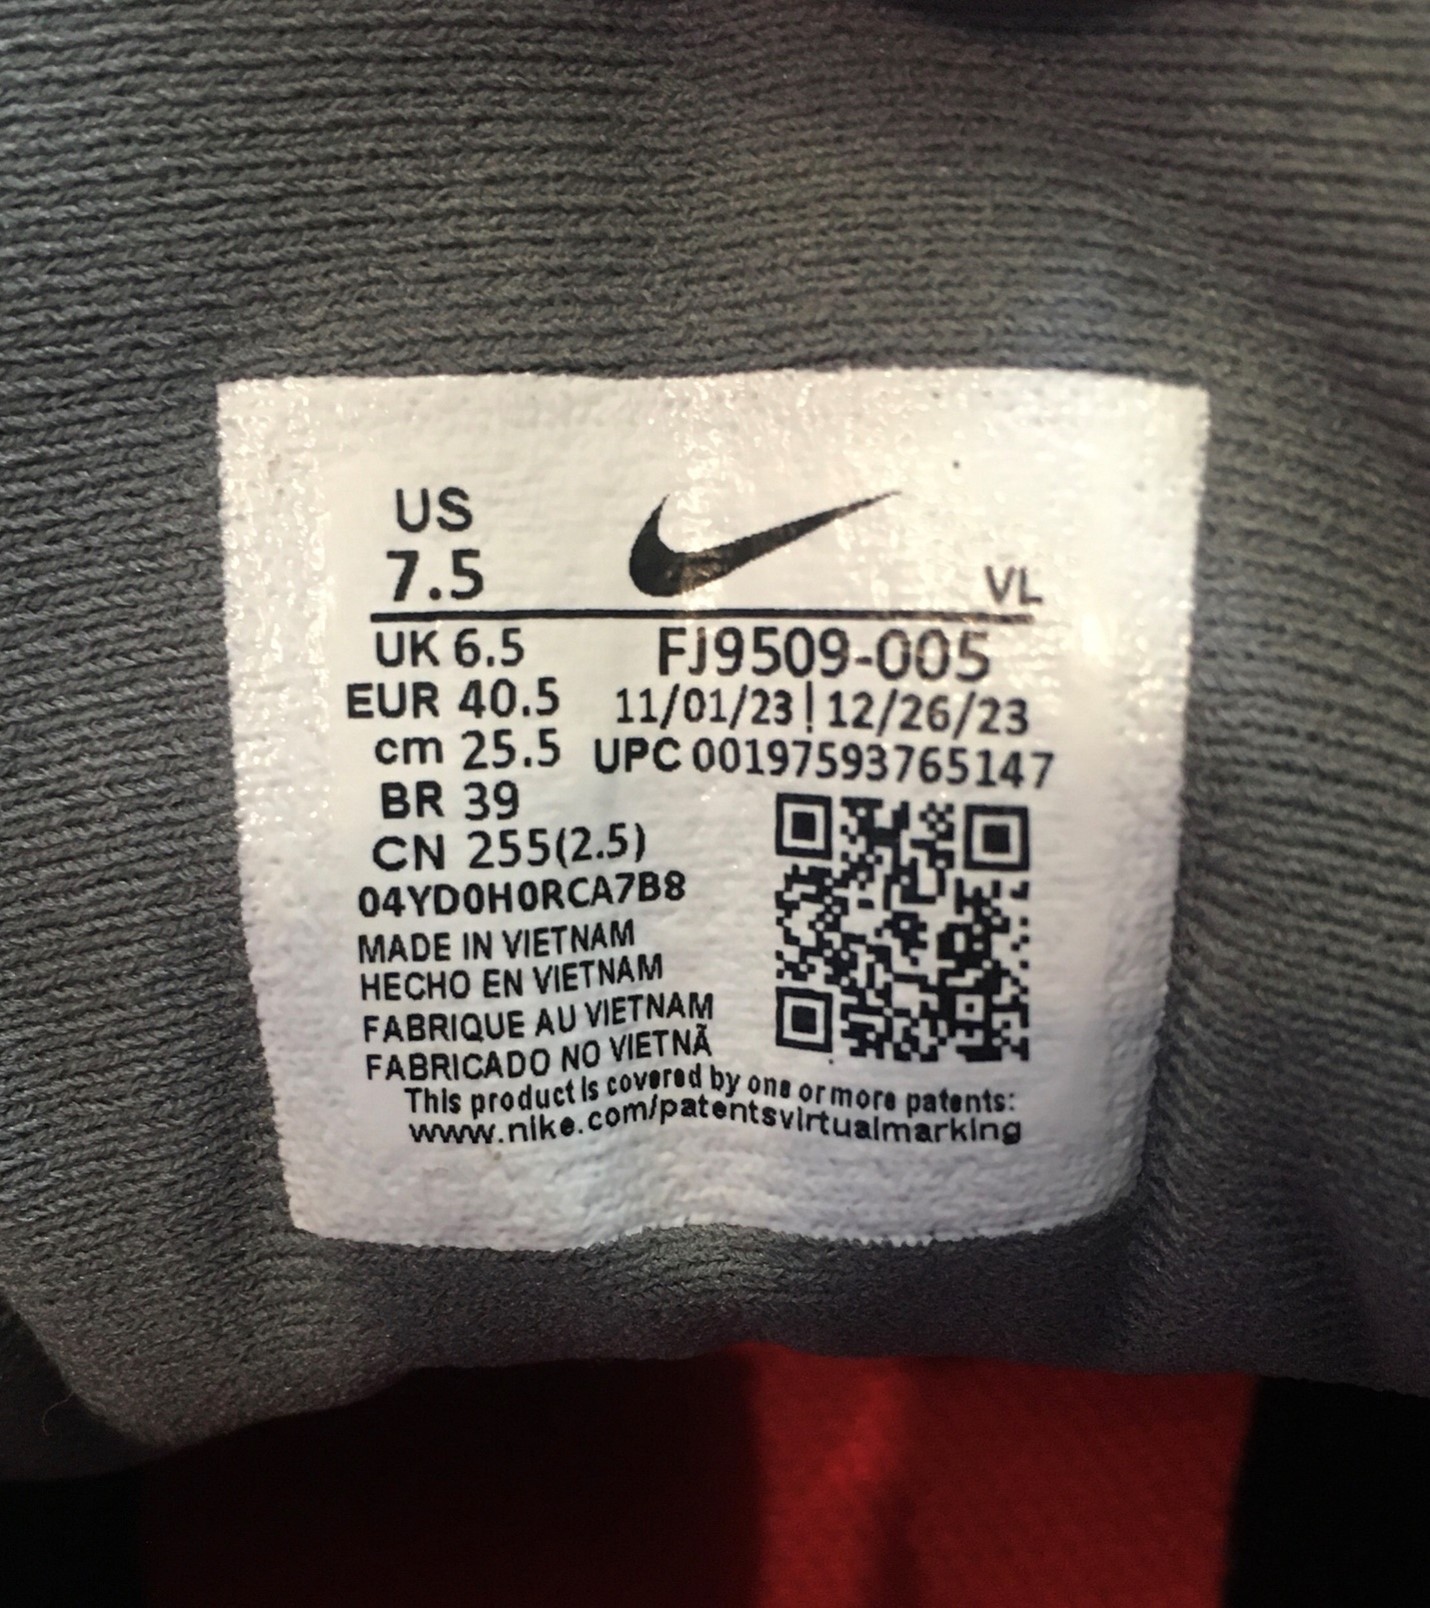 US
7.5
VL
UK 6.5
FJ9509-005
EUR 40.5
11/01/23 | 12/26/23
cm 25.5
UPC 00197593765147
BR 39
CN 255(2.5)
04YD0H0RCA7B8
MADE IN VIETNAM
HECHO EN VIETNAM
FABRIQUE AU VIETNAM
FABRICADO NO VIETNÃ
This product is covered by one or more patents:
www.nike.com/patentsvirtualmarking